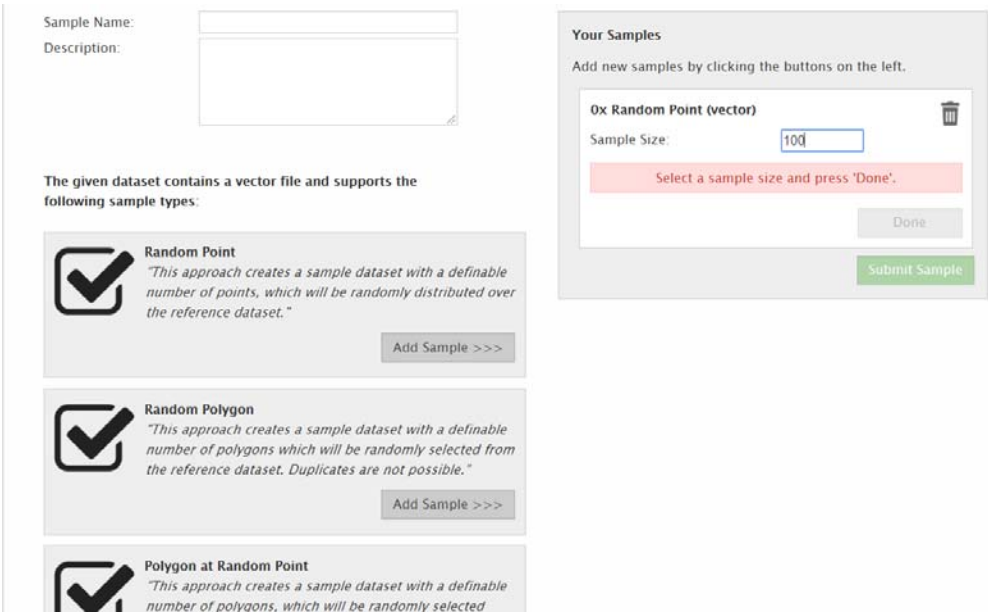 Sample Name:
Description:
The given dataset contains a vector file and supports the
following sample types:
Random Point
"This approach creates a sample dataset with a definable
number of points, which will be randomly distributed over
the reference dataset."
Add Sample >>>
Random Polygon
"This approach creates a sample dataset with a definable
number of polygons which will be randomly selected from
the reference dataset. Duplicates are not possible."
Add Sample >>>
Polygon at Random Point
"This approach creates a sample dataset with a definable
number of polygons, which will be randomly selected
Your Samples
Add new samples by clicking the buttons on the left.
0x Random Point (vector)
Sample Size: 100
Select a sample size and press 'Done'.
Done
Submit Sample